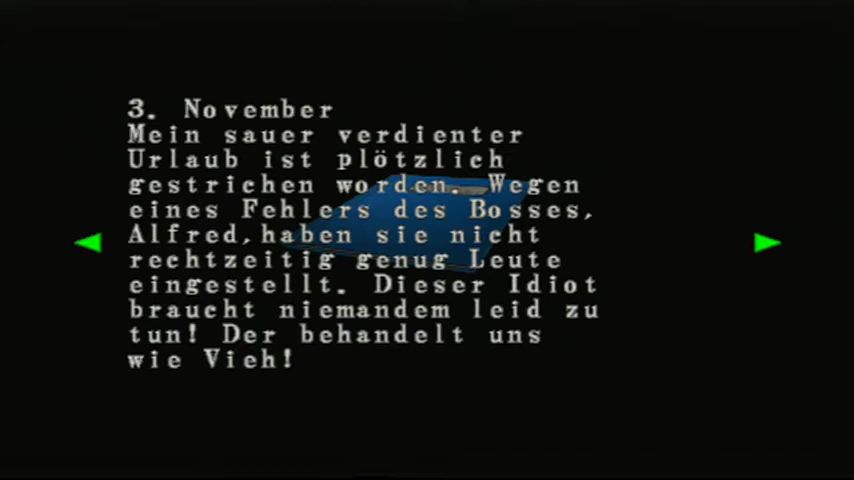 3. November
Mein sauer verdienter
Urlaub ist plötzlich
gestrichen worden. Wegen
eines Fehlers des Bosses,
Alfred,haben sie nicht
rechtzeitig genug Leute
eingestellt. Dieser Idiot
braucht niemandem leid zu
tun! Der behandelt uns
wie Vieh!